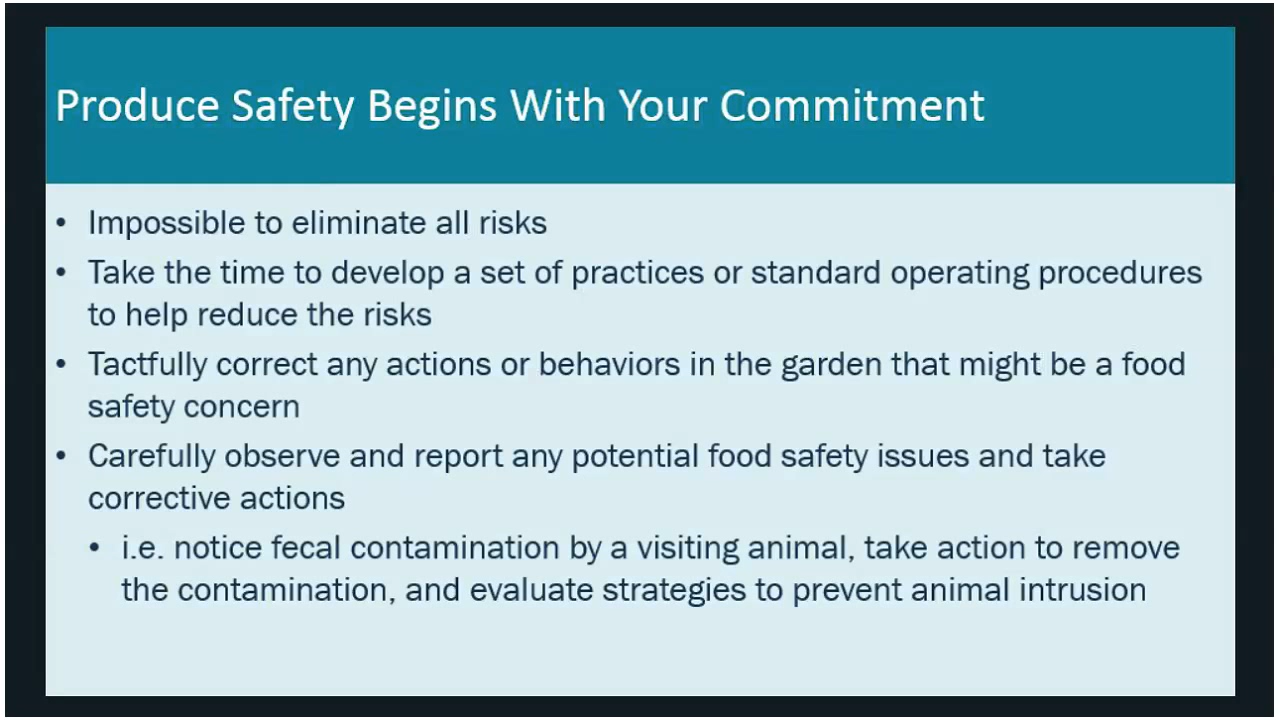 Produce Safety Begins With Your Commitment
• Impossible to eliminate all risks
• Take the time to develop a set of practices or standard operating procedures
to help reduce the risks
• Tactfully correct any actions or behaviors in the garden that might be a food
safety concern
• Carefully observe and report any potential food safety issues and take
corrective actions
• i.e. notice fecal contamination by a visiting animal, take action to remove
the contamination, and evaluate strategies to prevent animal intrusion